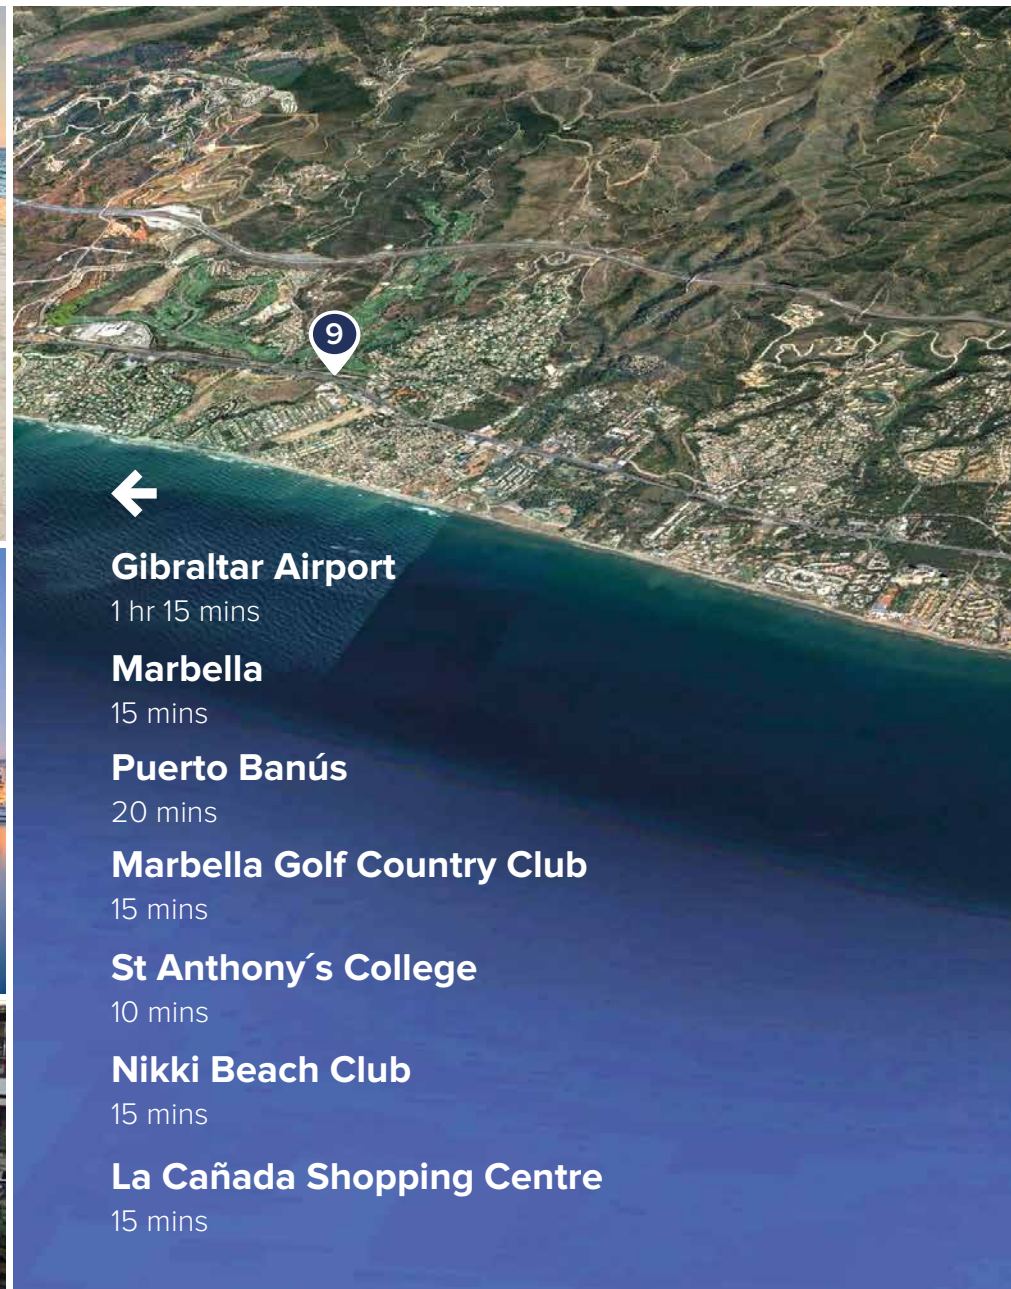 9
Gibraltar Airport
1 hr 15 mins
Marbella
15 mins
Puerto Banús
20 mins
Marbella Golf Country Club
15 mins
St Anthony´s College
10 mins
Nikki Beach Club
15 mins
La Cañada Shopping Centre
15 mins